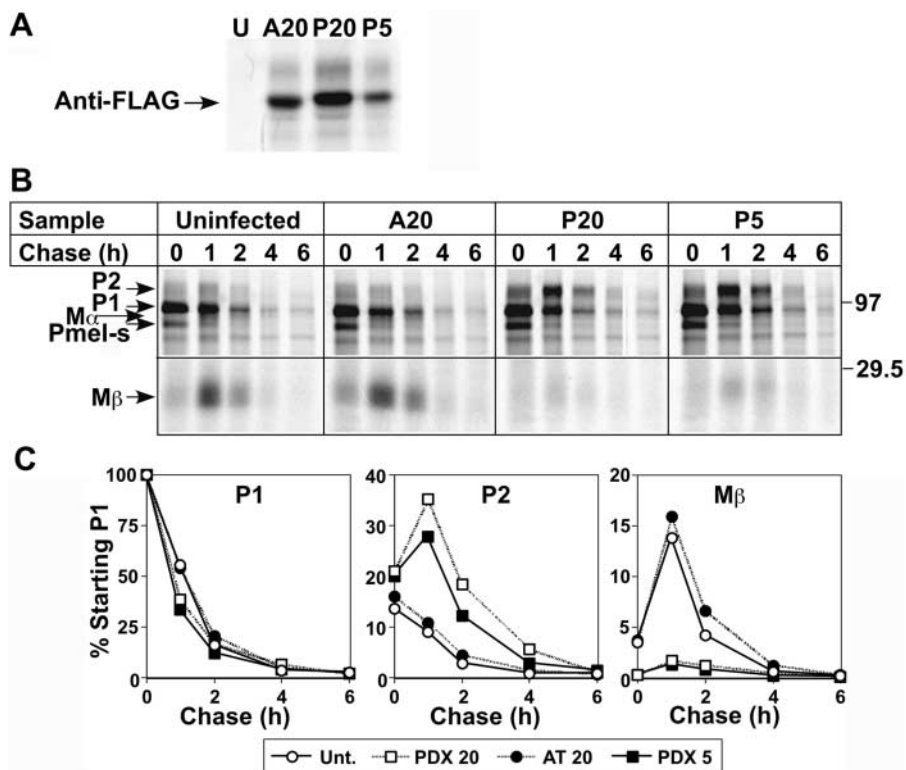 A
U A20 P20 P5
Anti-FLAG
B
Sample Uninfected A20 P20 P5
Chase (h) 0 1 2 4 6 0 1 2 4 6 0 1 2 4 6 0 1 2 4 6
P2
P1
Mα
Pmel-s
97
29.5
Mβ
C
% Starting P1
100
75
50
25
0
P1
0 2 4 6
Chase (h)
40
30
20
10
0
P2
0 2 4 6
Chase (h)
20
15
10
5
0
Mβ
0 2 4 6
Chase (h)
Unt. PDX 20 AT 20 PDX 5